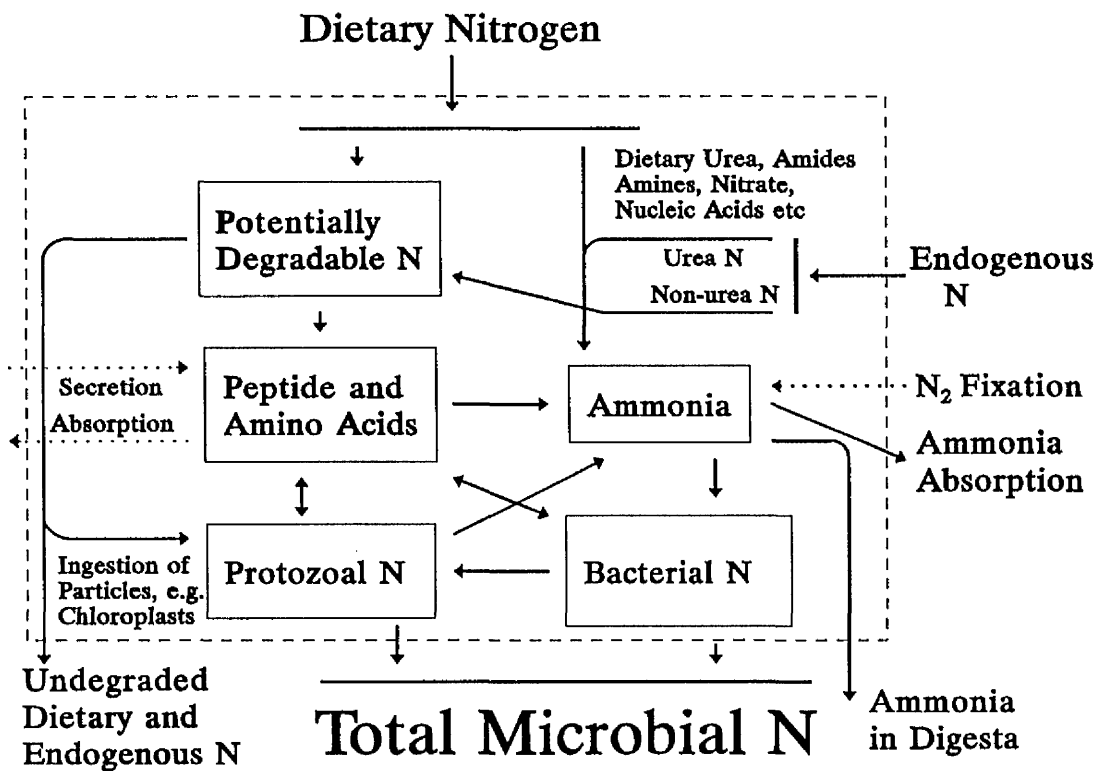 Dietary Nitrogen
Dietary Urea, Amides
Amines, Nitrate,
Nucleic Acids etc
Potentially
Degradable N
Urea N
Non-urea N
Endogenous
N
Secretion
Absorption
Peptide and
Amino Acids
Ammonia
N₂ Fixation
Ammonia
Absorption
Ingestion of
Particles, e.g.
Chloroplasts
Protozoal N
Bacterial N
Undegraded
Dietary and
Endogenous N
Total Microbial N
Ammonia
in Digesta